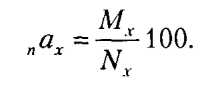 ₙaₓ = Mₓ/Nₓ 100.